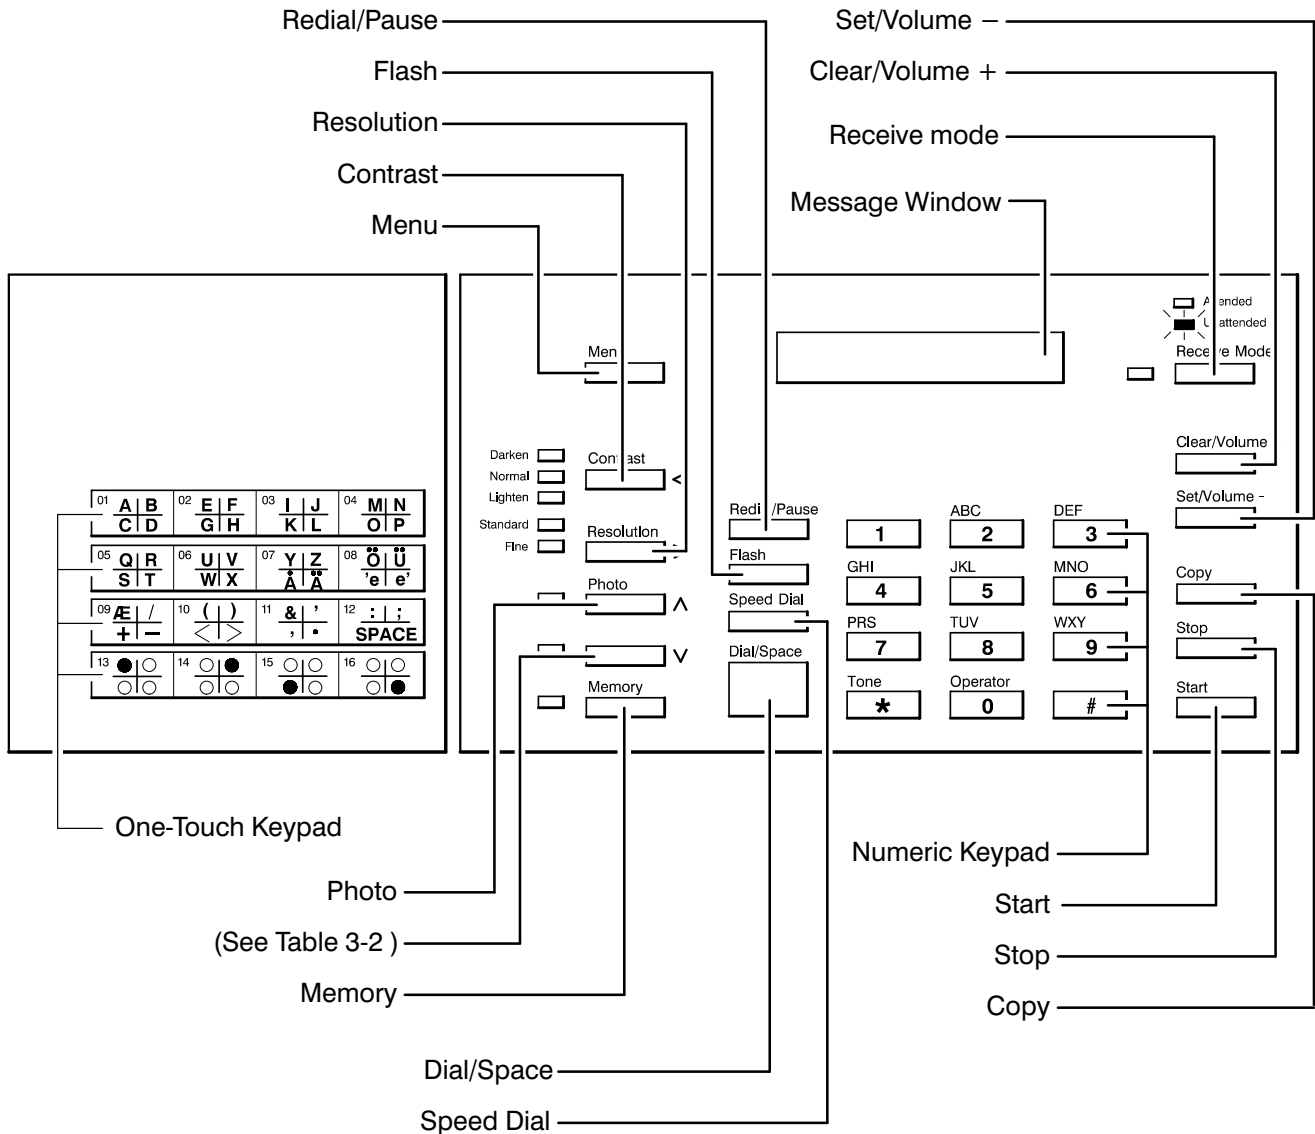 Redial/Pause
Set/Volume −
Flash
Clear/Volume +
Resolution
Receive mode
Contrast
Message Window
Menu
Attended
Unattended
Men
Receive Mode
Darken
Contrast <
Clear/Volume
Normal
Lighten
Set/Volume -
Standard
Resolution >
Fine
Redi /Pause
ABC DEF
1 2 3
Flash
GHI JKL MNO
4 5 6
Copy
Photo ∧
Speed Dial
PRS TUV WXY
7 8 9
Stop
∨
Dial/Space
Tone Operator
* 0 #
Memory
Start
01 A B 02 E F 03 I J 04 M N
C D G H K L O P
05 Q R 06 U V 07 Y Z 08 Ö Ü
S T W X Å Ä 'e e'
09 Æ / 10 ( ) 11 & ' 12 : ;
+ − < > , • SPACE
13 14 15 16
One-Touch Keypad
Numeric Keypad
Photo
Start
(See Table 3-2 )
Stop
Memory
Copy
Dial/Space
Speed Dial